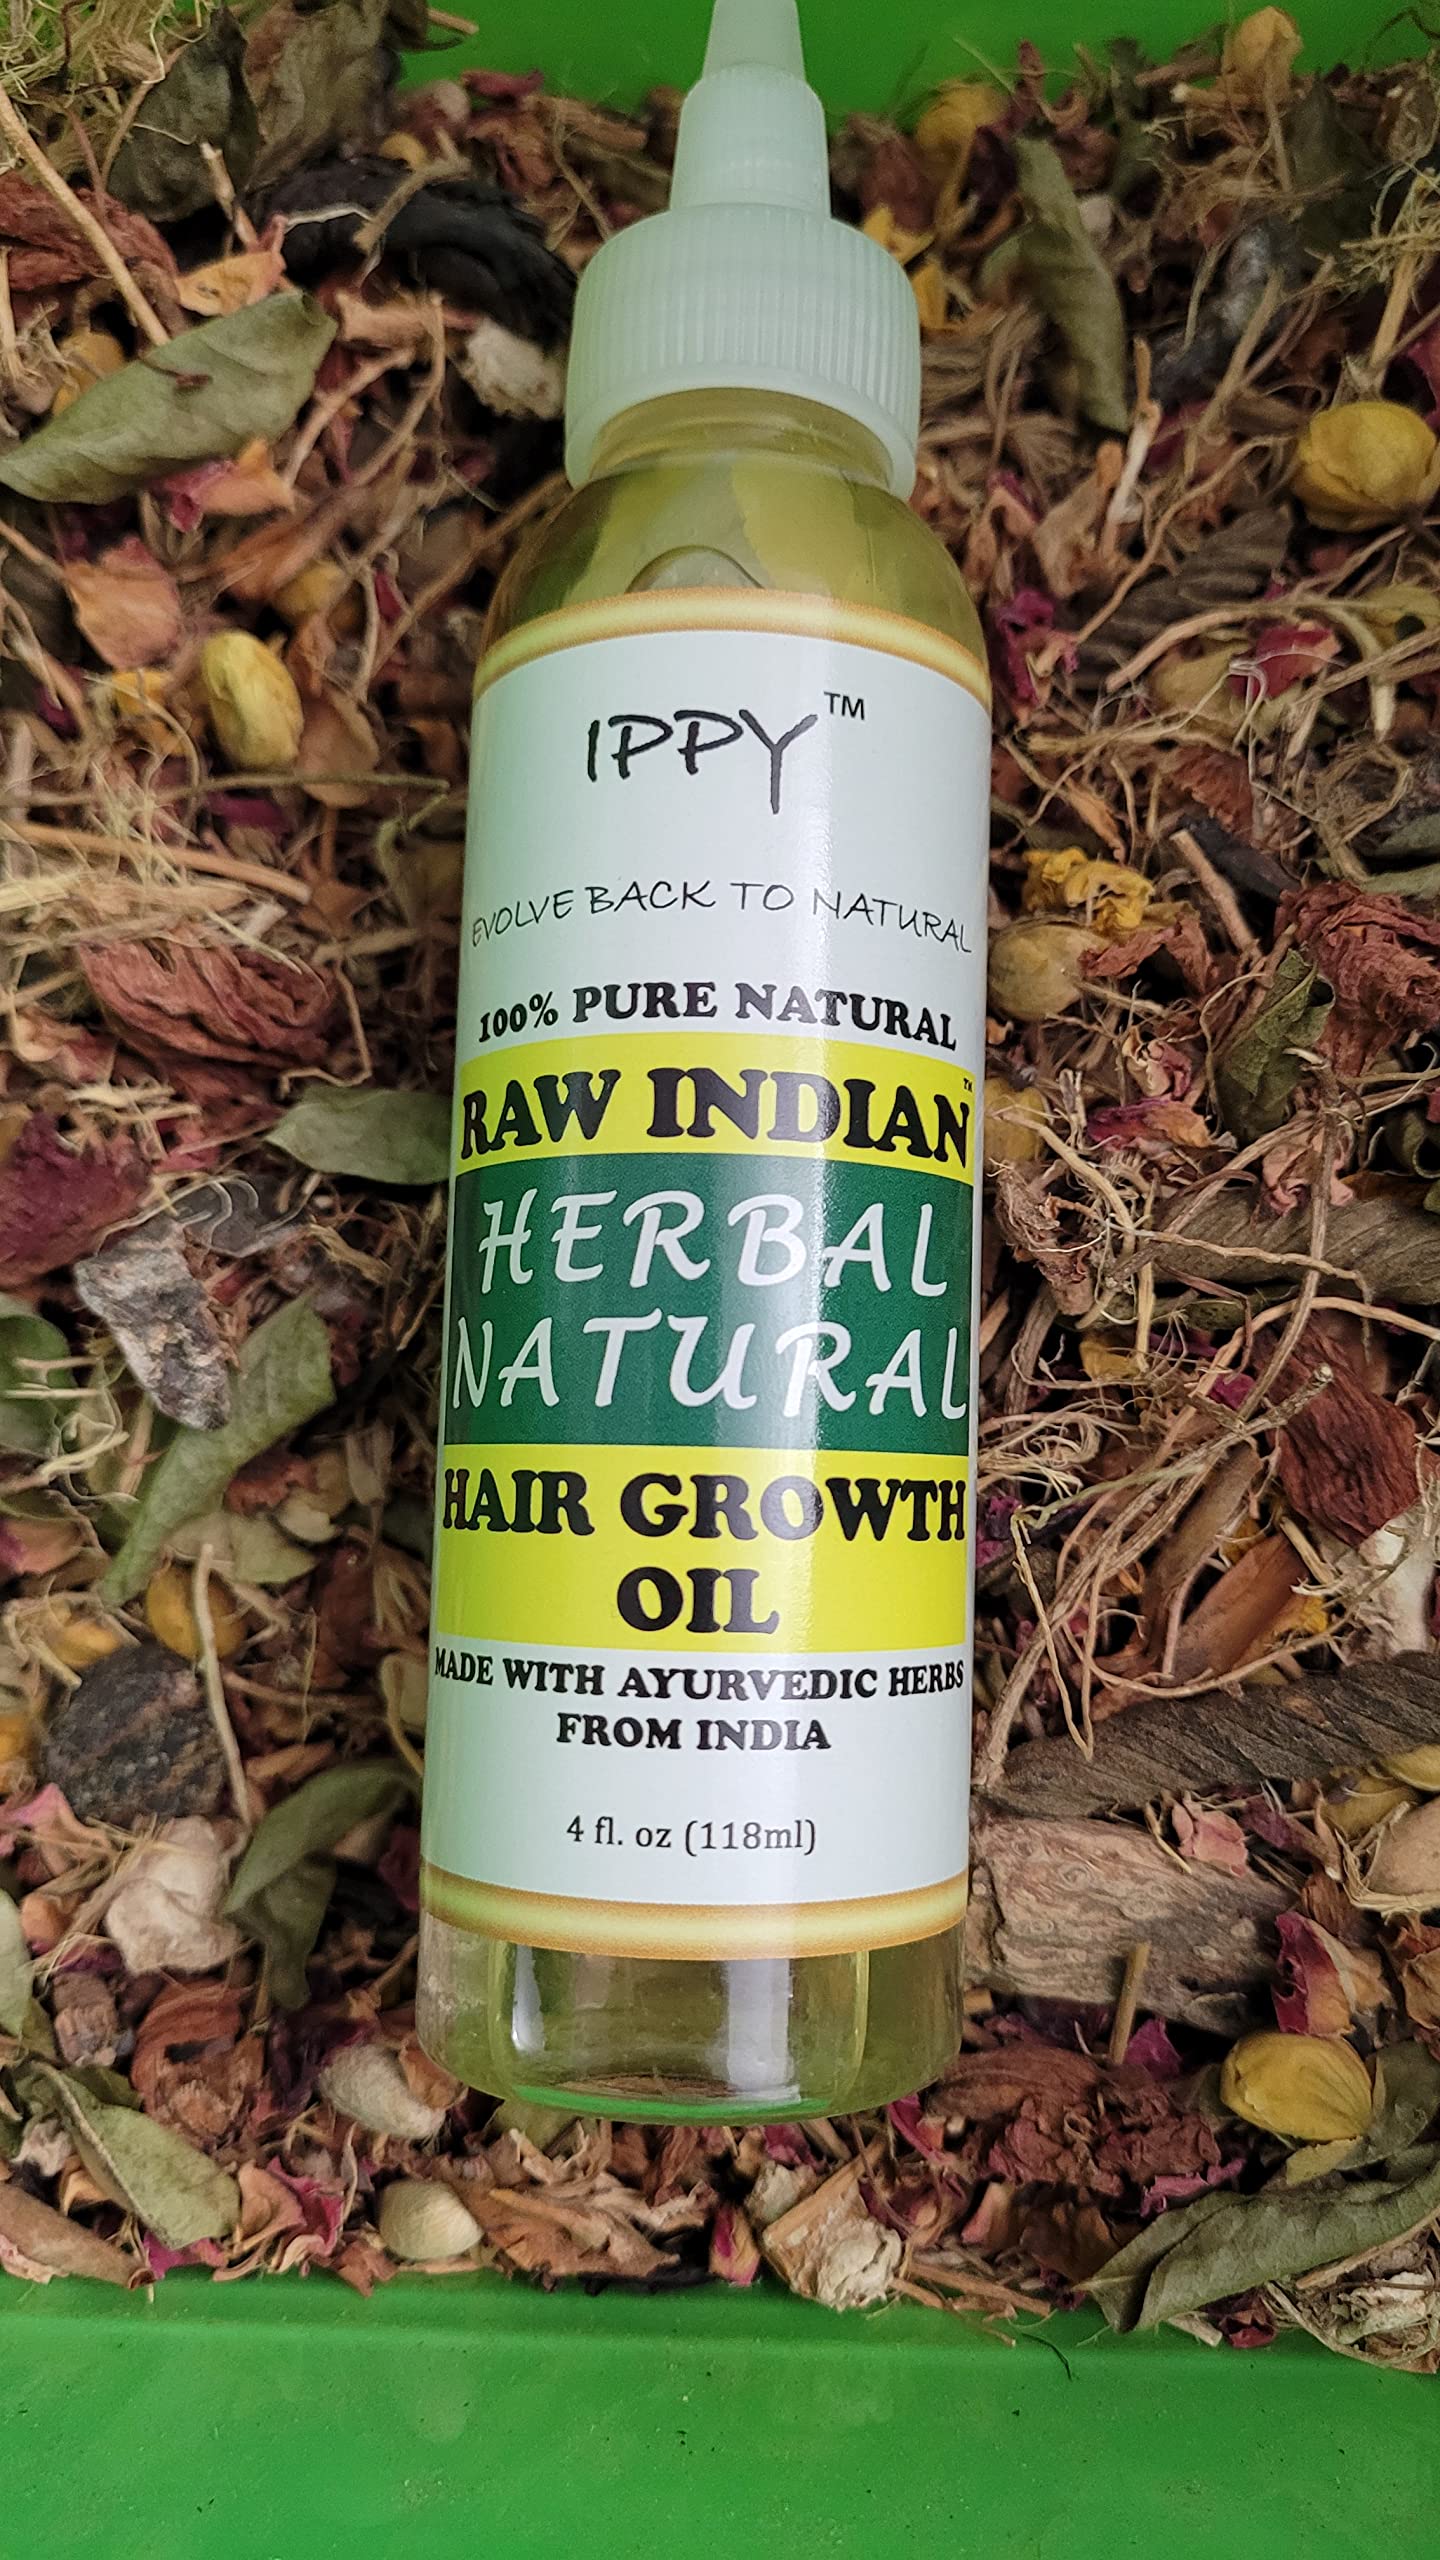 IPPY™
EVOLVE BACK TO NATURAL
100% PURE NATURAL
RAW INDIAN™
HERBAL
NATURAL
HAIR GROWTH
OIL
MADE WITH AYURVEDIC HERBS
FROM INDIA
4 fl. oz (118ml)